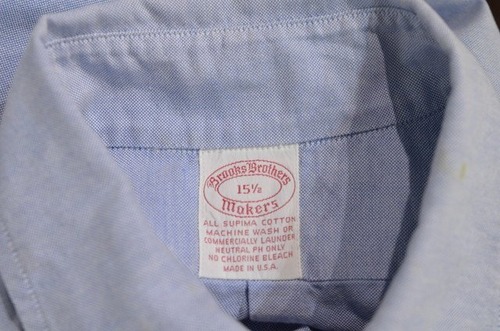 Brooks Brothers
15½
Makers
ALL SUPIMA COTTON
MACHINE WASH OR
COMMERCIALLY LAUNDER
NEUTRAL PH ONLY
NO CHLORINE BLEACH
MADE IN U.S.A.